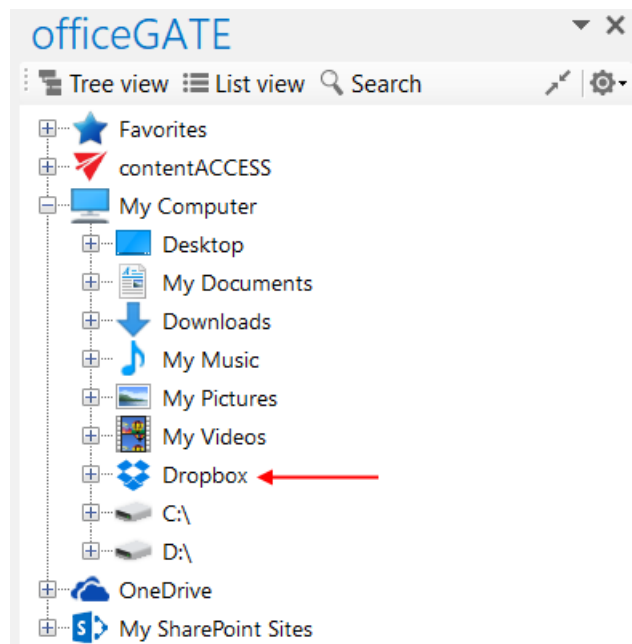 officeGATE
Tree view List view Search
Favorites
contentACCESS
My Computer
Desktop
My Documents
Downloads
My Music
My Pictures
My Videos
Dropbox
C:\
D:\
OneDrive
My SharePoint Sites